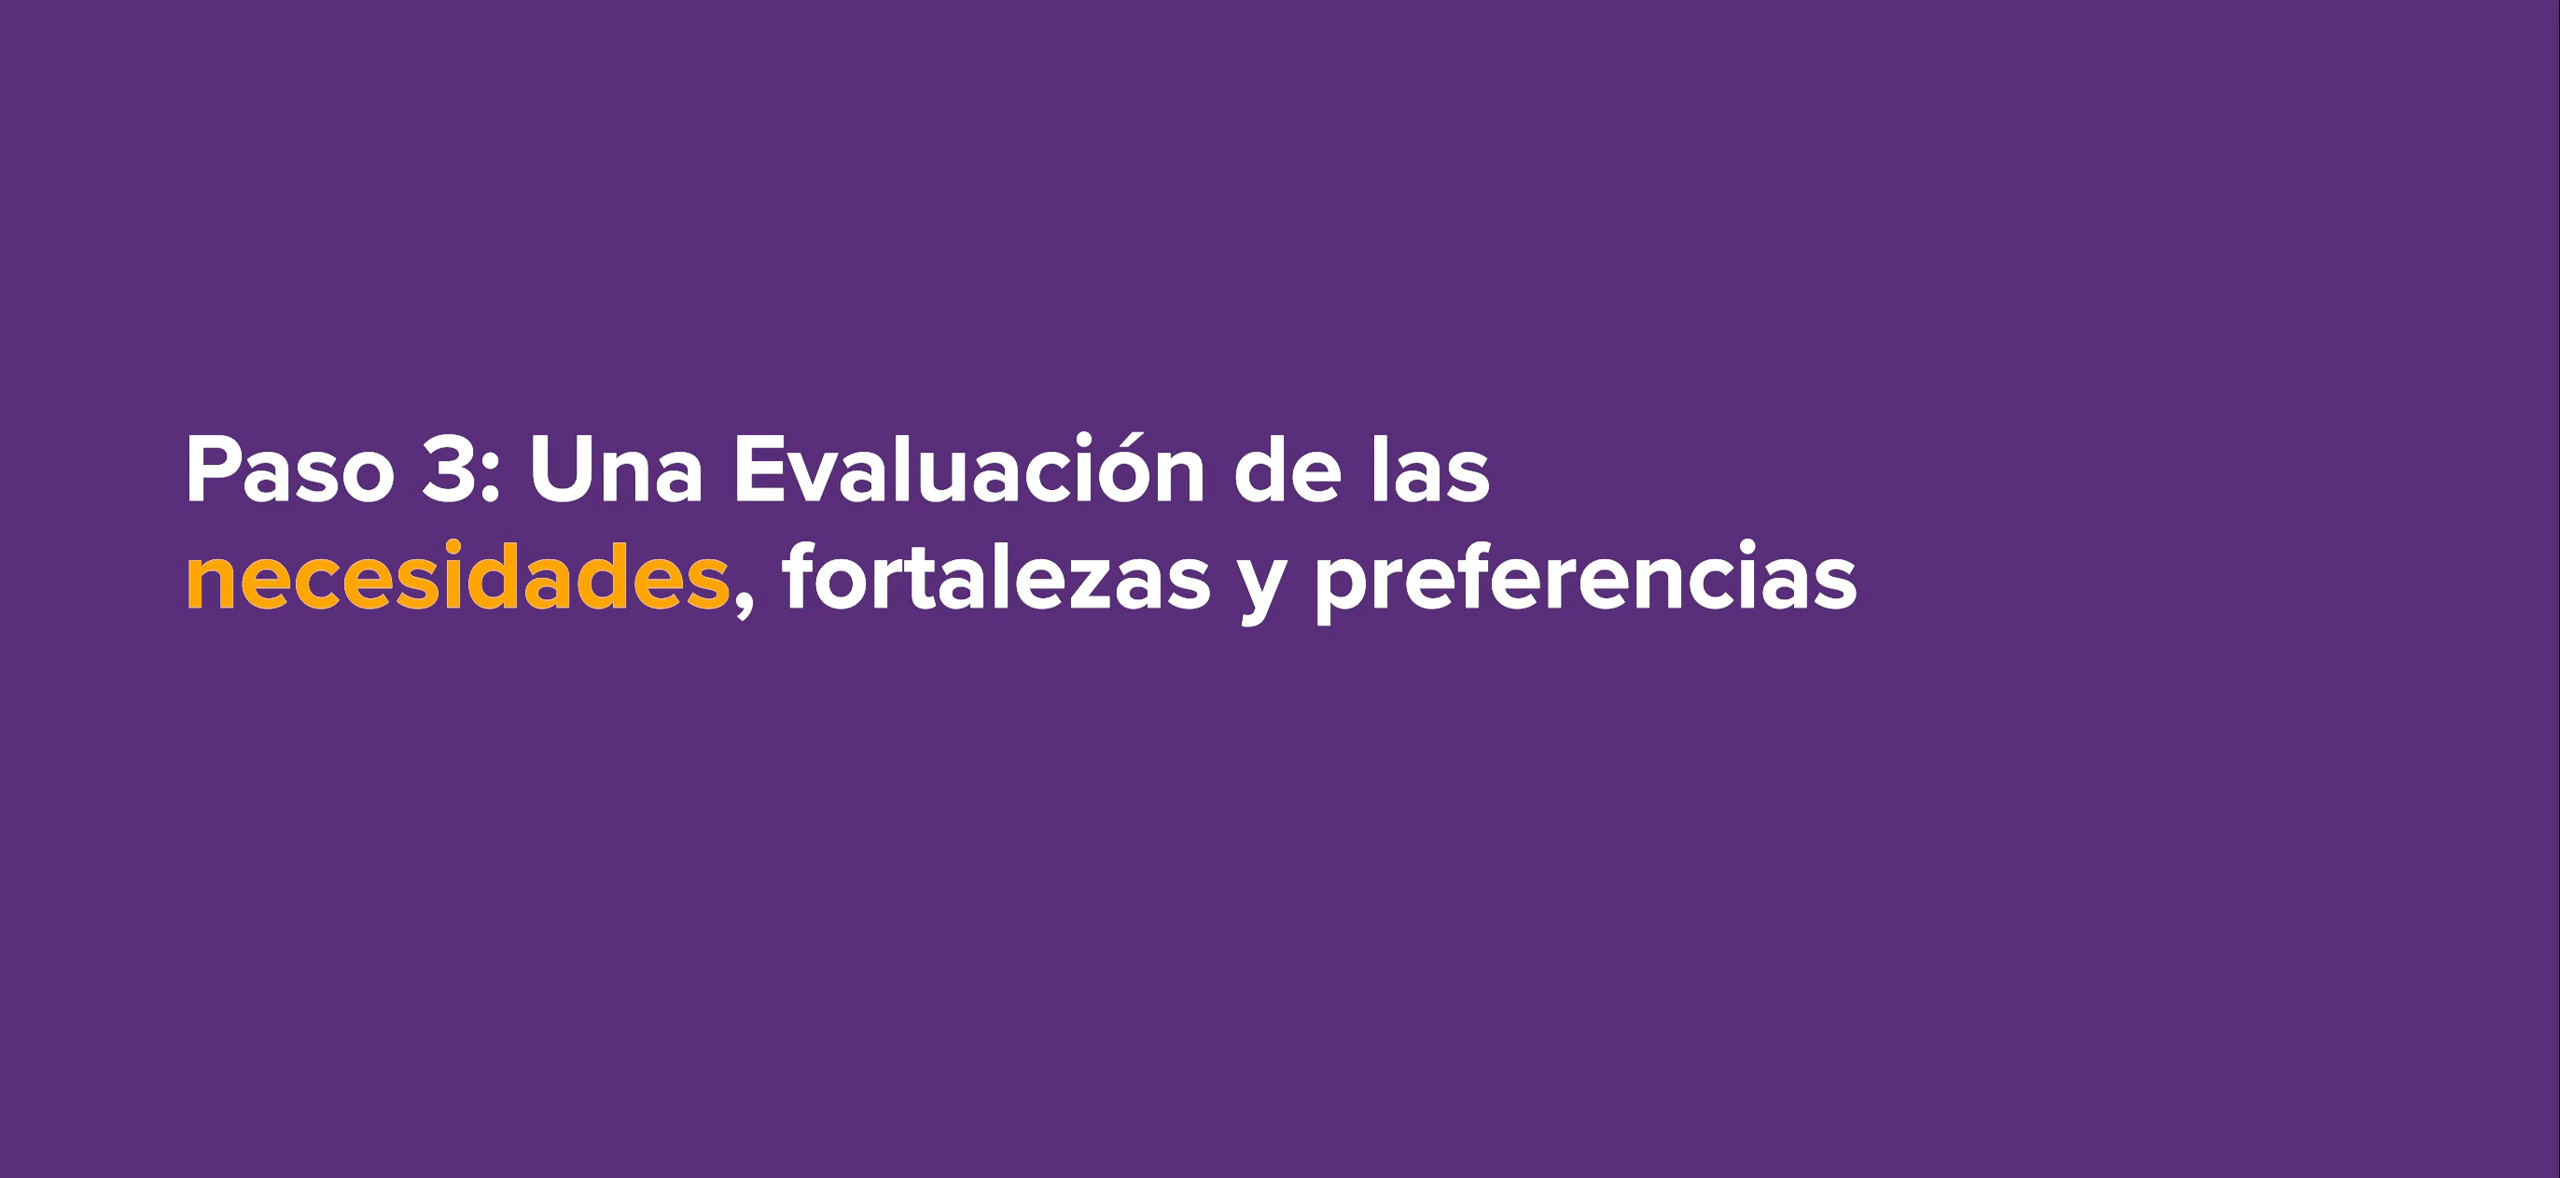 Paso 3: Una Evaluación de las
necesidades, fortalezas y preferencias